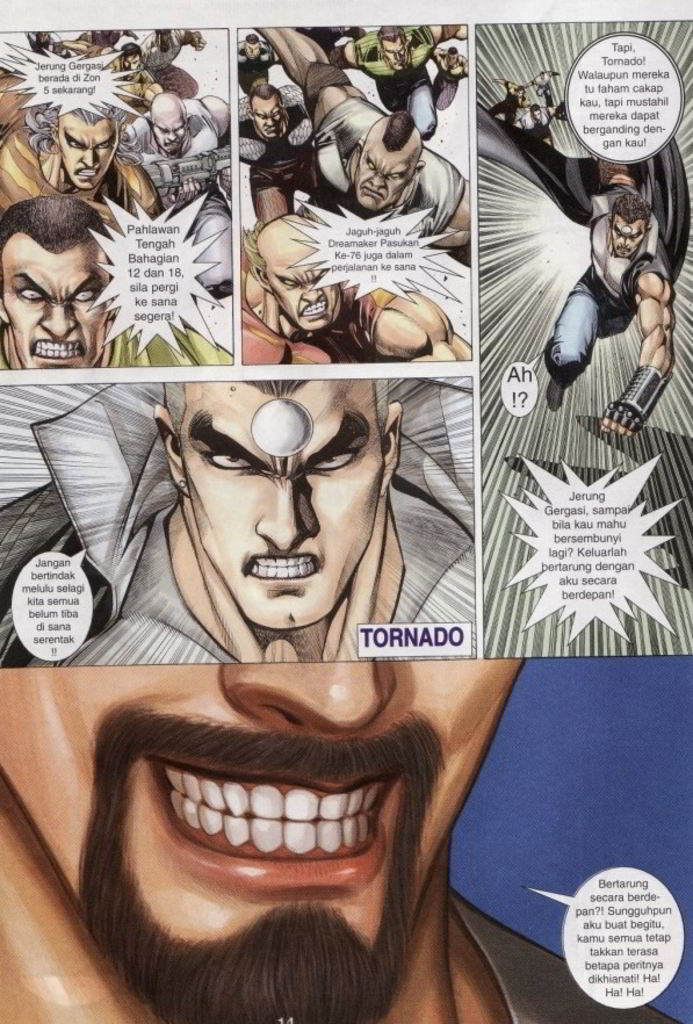 Jerung Gergasi
berada di Zon
5 sekarang!
Pahlawan
Tengah
Bahagian
12 dan 18,
sila pergi
ke sana
segera!
Jaguh-jaguh
Dreamaker Pasukan
Ke-76 juga dalam
perjalanan ke sana
!!
Tapi,
Tornado!
Walaupun mereka
faham cakap
kau, tapi mustahil
mereka dapat
berganding den-
gan kau!
Ah
!?
Jerung
Gergasi, sampai
bila kau mahu
bersembunyi
lagi? Keluarlah
bertarung dengan
aku secara
berdepan!
Jangan
bertindak
melulu selagi
kita semua
belum tiba
di sana
serentak
!!
TORNADO
Bertarung
secara berde-
pan?! Sungguhpun
aku buat begitu,
kamu semua tetap
takkan terasa
betapa peritnya
dikhianati! Ha!
Ha! Ha!
14